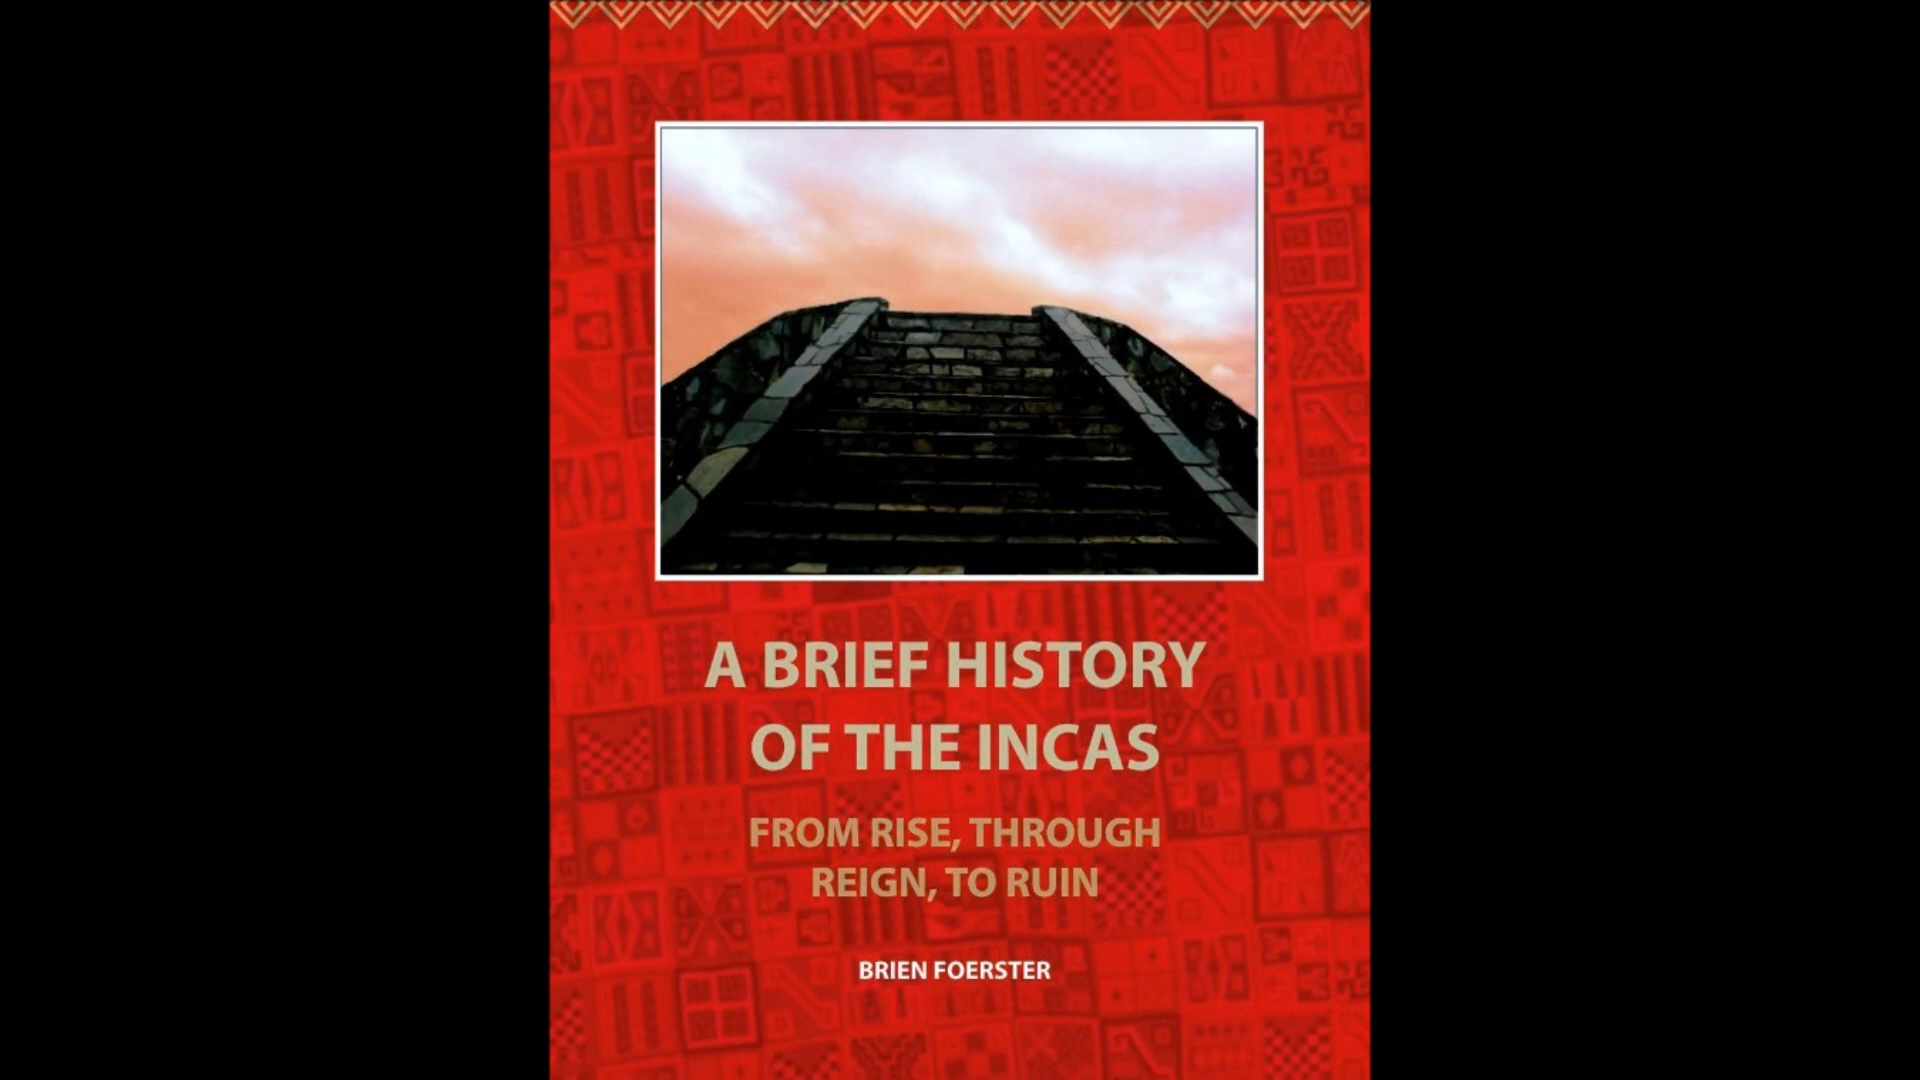 A BRIEF HISTORY
OF THE INCAS
FROM RISE, THROUGH
REIGN, TO RUIN
BRIEN FOERSTER